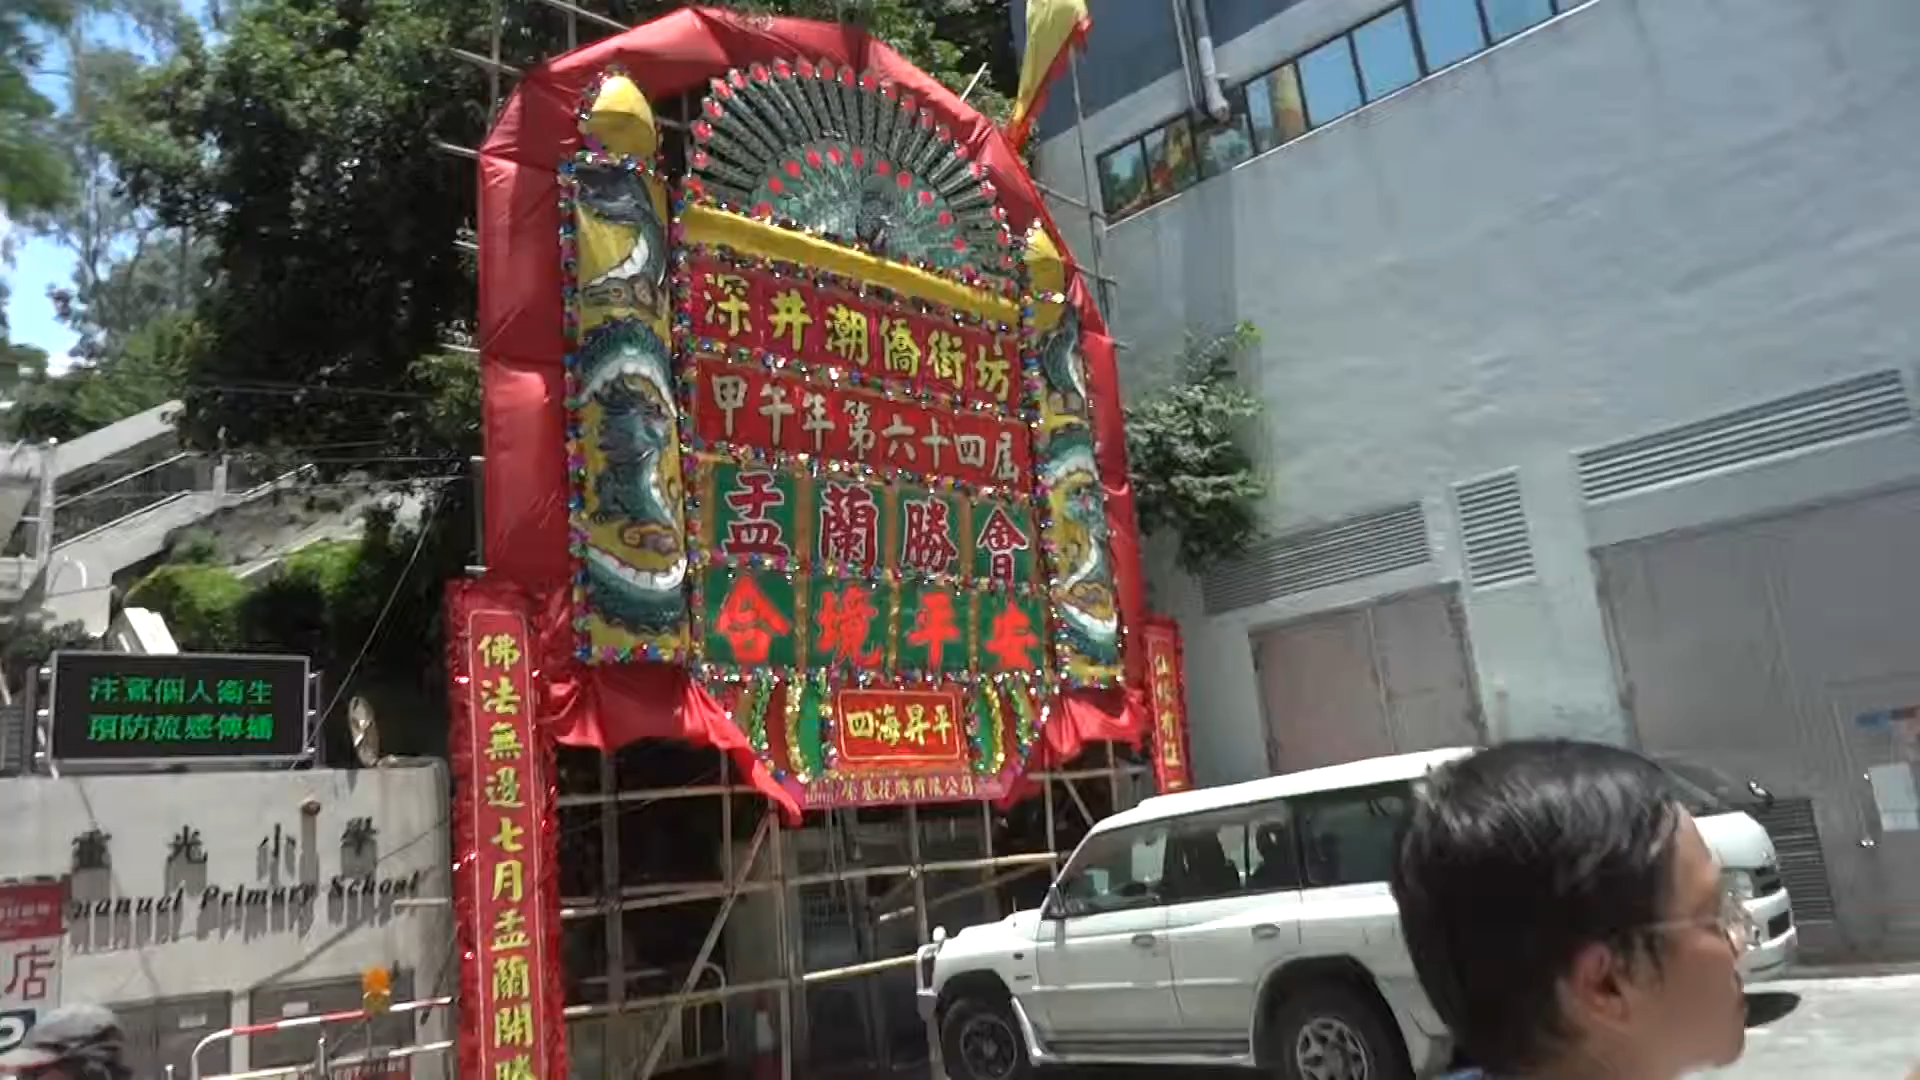 深井潮僑街坊
甲午年第六十四屆
盂蘭勝會
合境平安
四海昇平
佛法無邊七月盂蘭開勝
注意個人衞生
預防流感傳播
光小學
Primary School
店